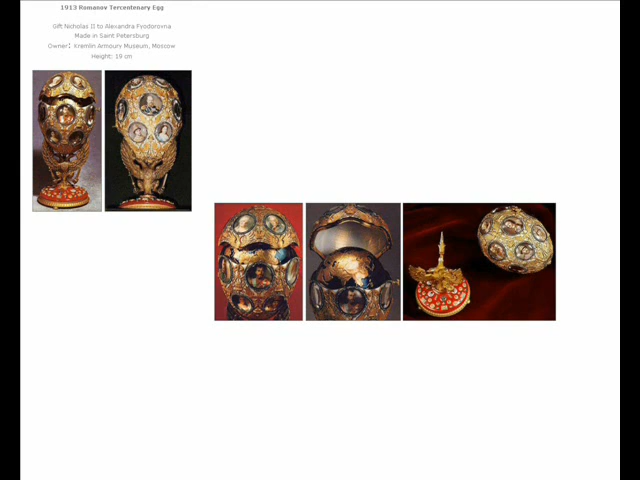 1913 Romanov Tercentenary Egg
Gift Nicholas II to Alexandra Fyodorovna
Made in Saint Petersburg
Owner: Kremlin Armoury Museum, Moscow
Height: 19 cm